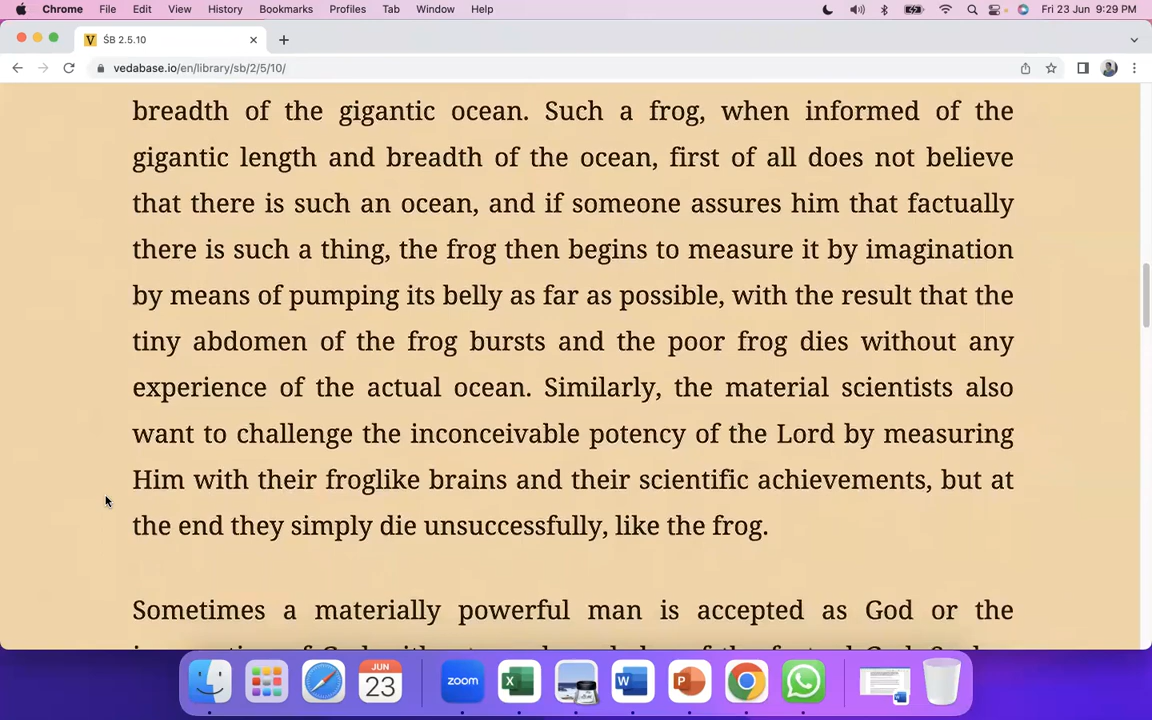 Chrome File Edit View History Bookmarks Profiles Tab Window Help Fri 23 Jun 9:29 PM
V ŚB 2.5.10
vedabase.io/en/library/sb/2/5/10/
breadth of the gigantic ocean. Such a frog, when informed of the
gigantic length and breadth of the ocean, first of all does not believe
that there is such an ocean, and if someone assures him that factually
there is such a thing, the frog then begins to measure it by imagination
by means of pumping its belly as far as possible, with the result that the
tiny abdomen of the frog bursts and the poor frog dies without any
experience of the actual ocean. Similarly, the material scientists also
want to challenge the inconceivable potency of the Lord by measuring
Him with their froglike brains and their scientific achievements, but at
the end they simply die unsuccessfully, like the frog.
Sometimes a materially powerful man is accepted as God or the
JUN
23
zoom
X
W
P